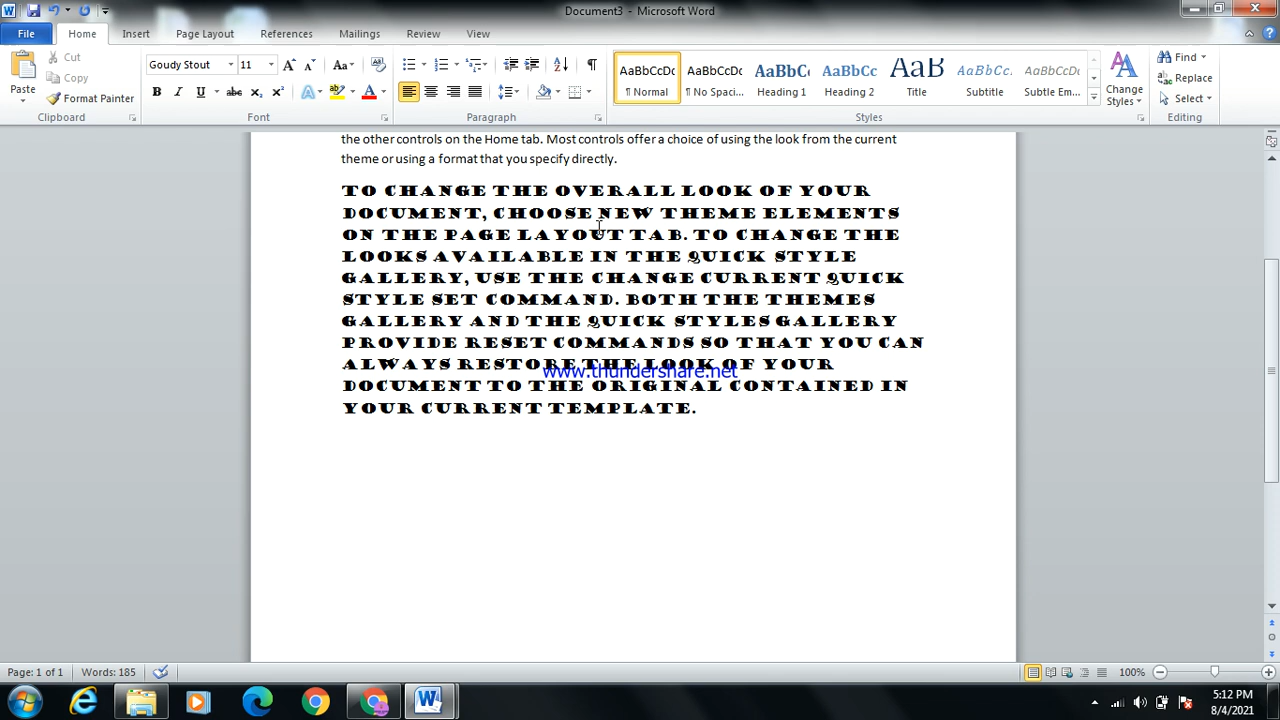 Document3 - Microsoft Word
File Home Insert Page Layout References Mailings Review View
Paste
Cut
Copy
Format Painter
Clipboard
Goudy Stout 11
Font
Paragraph
AaBbCcDc AaBbCcDc AaBbCc AaBbCc AaB AaBbCc. AaBbCcDc
¶ Normal ¶ No Spaci... Heading 1 Heading 2 Title Subtitle Subtle Em...
Change
Styles
Styles
Find
Replace
Select
Editing
the other controls on the Home tab. Most controls offer a choice of using the look from the current
theme or using a format that you specify directly.
TO CHANGE THE OVERALL LOOK OF YOUR
DOCUMENT, CHOOSE NEW THEME ELEMENTS
ON THE PAGE LAYOUT TAB. TO CHANGE THE
LOOKS AVAILABLE IN THE QUICK STYLE
GALLERY, USE THE CHANGE CURRENT QUICK
STYLE SET COMMAND. BOTH THE THEMES
GALLERY AND THE QUICK STYLES GALLERY
PROVIDE RESET COMMANDS SO THAT YOU CAN
ALWAYS RESTORE THE LOOK OF YOUR
www.thundershare.net
DOCUMENT TO THE ORIGINAL CONTAINED IN
YOUR CURRENT TEMPLATE.
Page: 1 of 1 Words: 185 100%
5:12 PM
8/4/2021